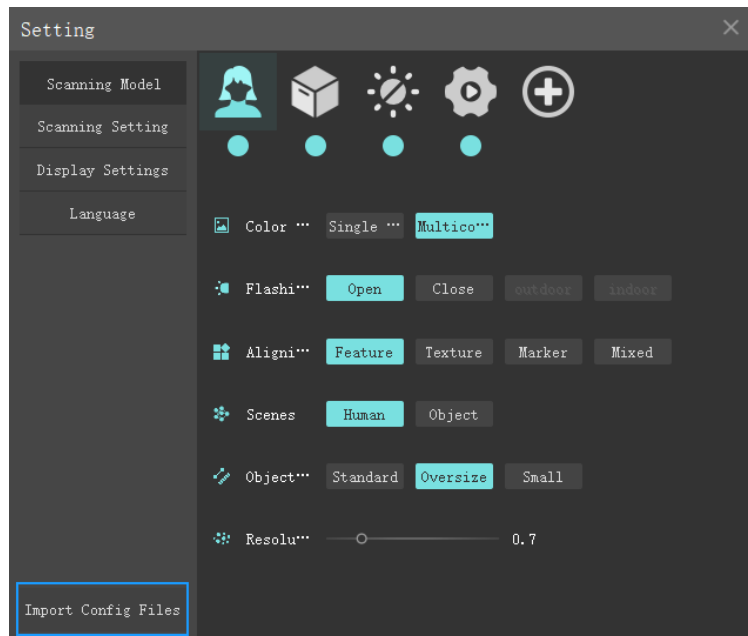 Setting
Scanning Model
Scanning Setting
Display Settings
Language
Import Config Files
Color ··· Single ··· Multico···
Flashi··· Open Close outdoor indoor
Aligni··· Feature Texture Marker Mixed
Scenes Human Object
Object··· Standard Oversize Small
Resolu··· 0.7